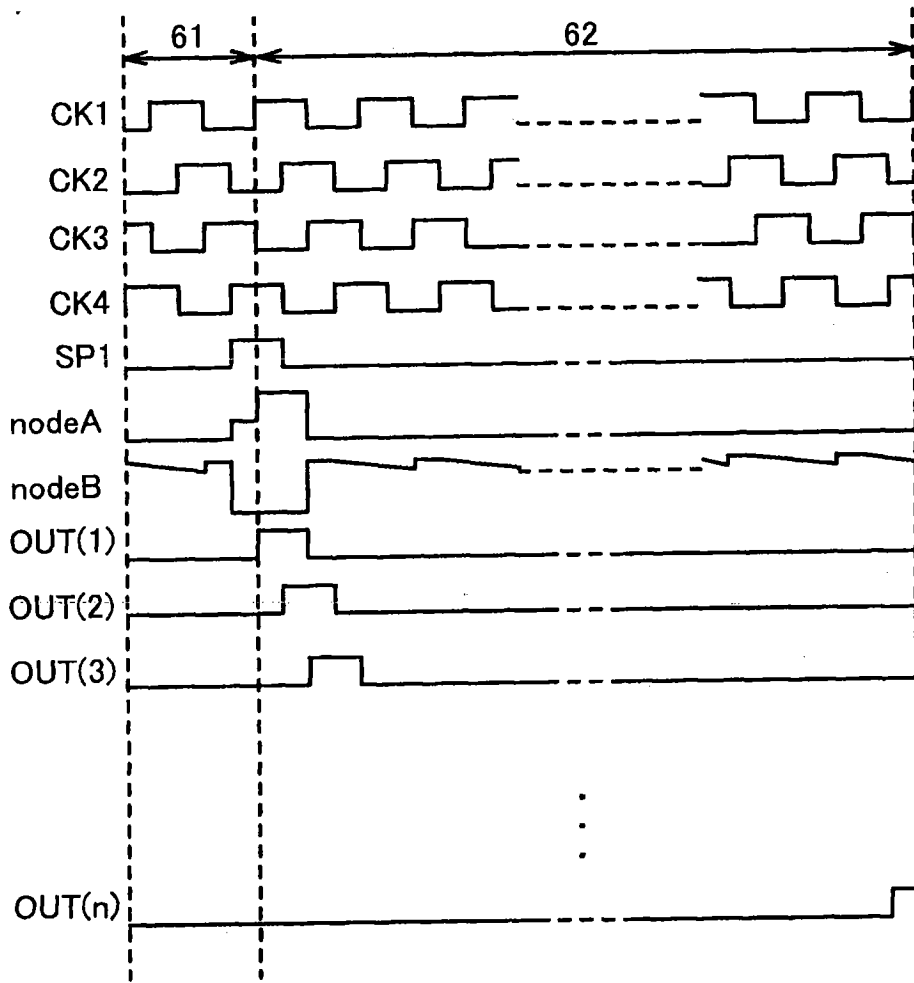 61 62
CK1
CK2
CK3
CK4
SP1
nodeA
nodeB
OUT(1)
OUT(2)
OUT(3)
OUT(n)